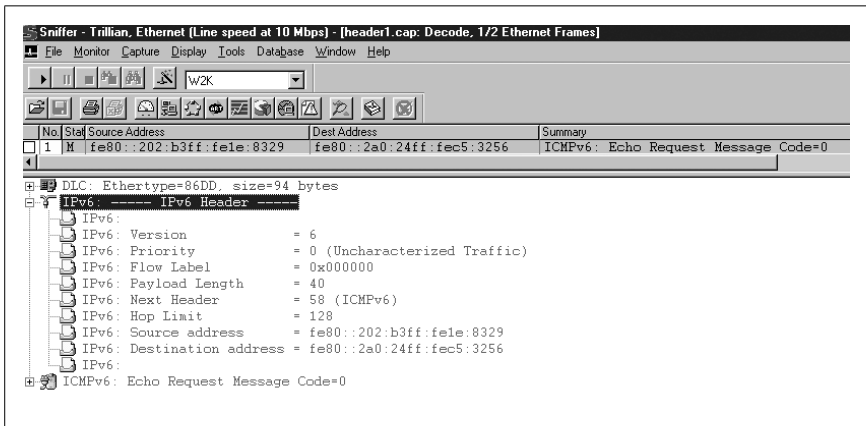 Sniffer - Trillian, Ethernet (Line speed at 10 Mbps) - [header1.cap: Decode, 1/2 Ethernet Frames]
File Monitor Capture Display Tools Database Window Help
W2K
No. Stat Source Address Dest Address Summary
1 M fe80::202:b3ff:fe1e:8329 fe80::2a0:24ff:fec5:3256 ICMPv6: Echo Request Message Code=0
DLC: Ethertype=86DD, size=94 bytes
IPv6: ----- IPv6 Header -----
IPv6:
IPv6: Version = 6
IPv6: Priority = 0 (Uncharacterized Traffic)
IPv6: Flow Label = 0x000000
IPv6: Payload Length = 40
IPv6: Next Header = 58 (ICMPv6)
IPv6: Hop Limit = 128
IPv6: Source address = fe80::202:b3ff:fe1e:8329
IPv6: Destination address = fe80::2a0:24ff:fec5:3256
IPv6:
ICMPv6: Echo Request Message Code=0